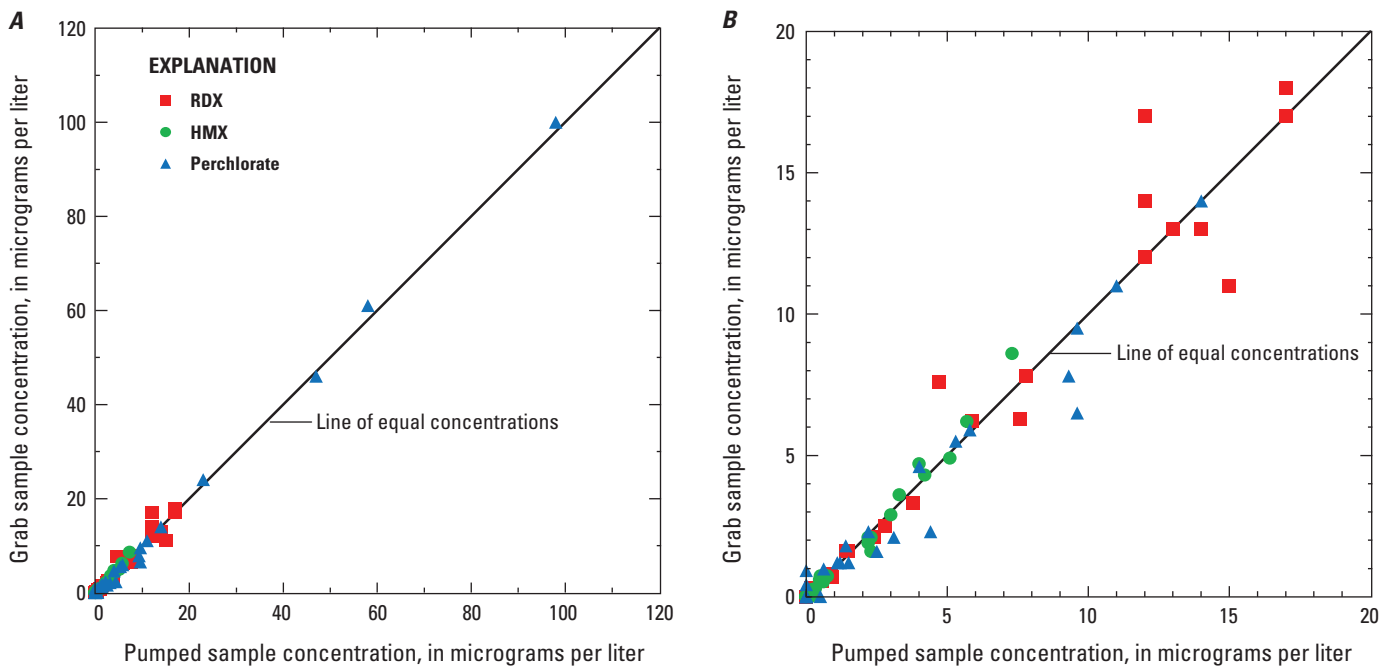 A
120
100
80
60
40
20
0
0
20
40
60
80
100
120
Grab sample concentration, in micrograms per liter
Pumped sample concentration, in micrograms per liter
EXPLANATION
RDX
HMX
Perchlorate
Line of equal concentrations
B
20
15
10
5
0
0
5
10
15
20
Grab sample concentration, in micrograms per liter
Pumped sample concentration, in micrograms per liter
Line of equal concentrations